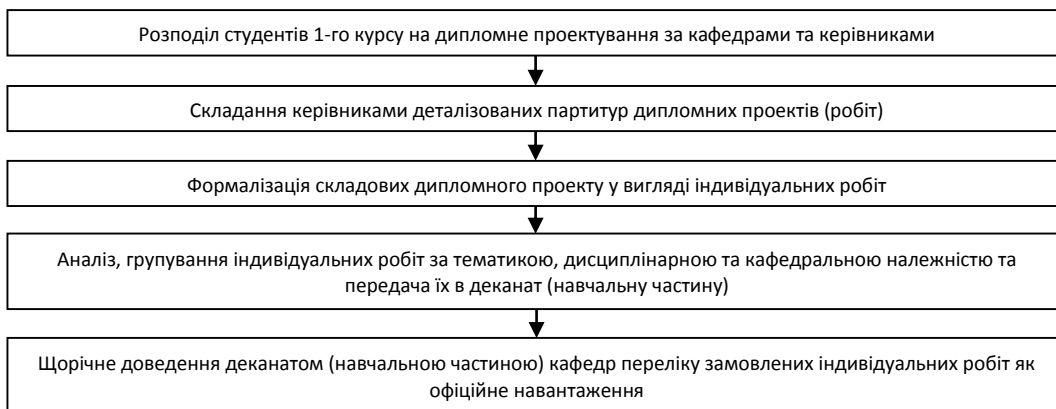 Розподіл студентів 1-го курсу на дипломне проектування за кафедрами та керівниками
Складання керівниками деталізованих партитур дипломних проектів (робіт)
Формалізація складових дипломного проекту у вигляді індивідуальних робіт
Аналіз, групування індивідуальних робіт за тематикою, дисциплінарною та кафедральною належністю та
передача їх в деканат (навчальну частину)
Щорічне доведення деканатом (навчальною частиною) кафедр переліку замовлених індивідуальних робіт як
офіційне навантаження